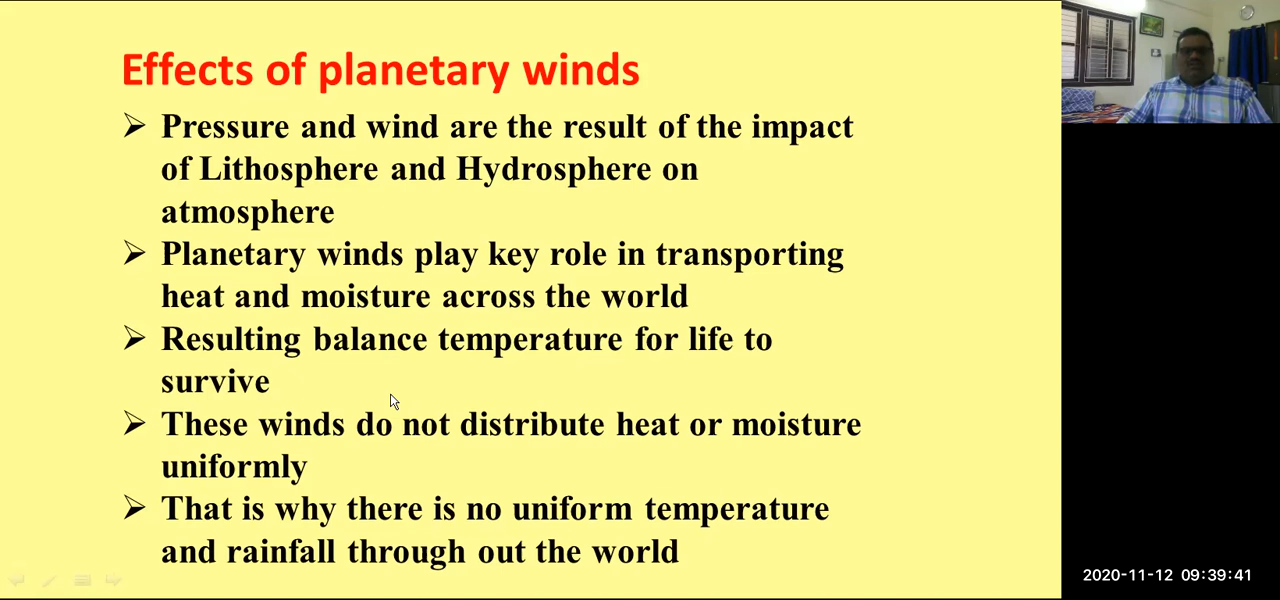 Effects of planetary winds
➢ Pressure and wind are the result of the impact
of Lithosphere and Hydrosphere on
atmosphere
➢ Planetary winds play key role in transporting
heat and moisture across the world
➢ Resulting balance temperature for life to
survive
➢ These winds do not distribute heat or moisture
uniformly
➢ That is why there is no uniform temperature
and rainfall through out the world
2020-11-12 09:39:41